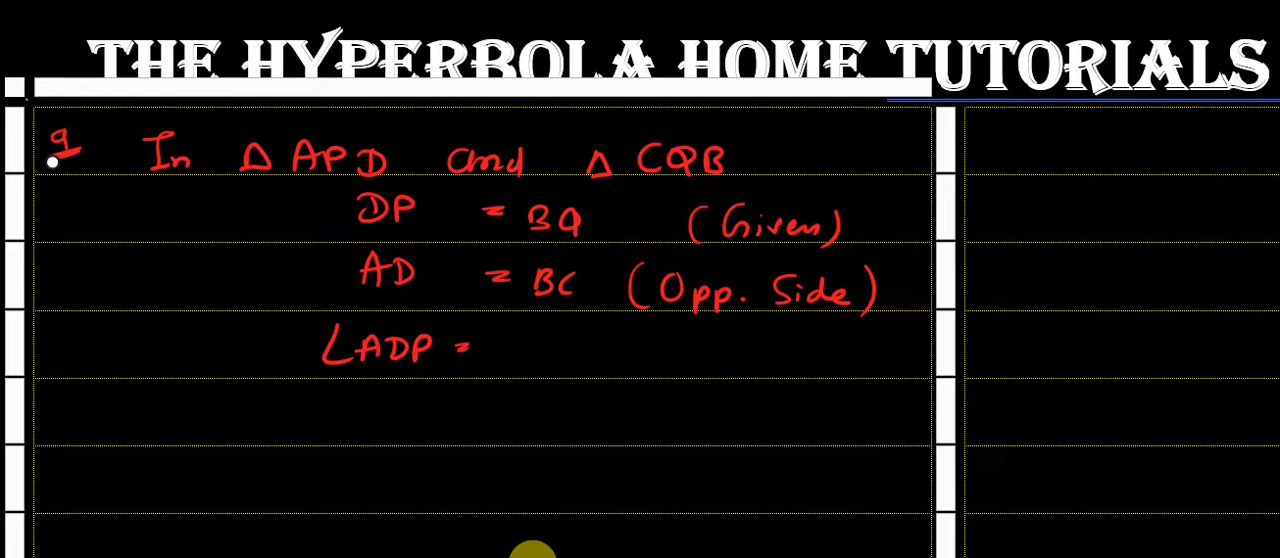 THE HYPERBOLA HOME TUTORIALS
9 In Δ APD and Δ CQB
DP = BQ (Given)
AD = BC (Opp. Side)
∠ADP =